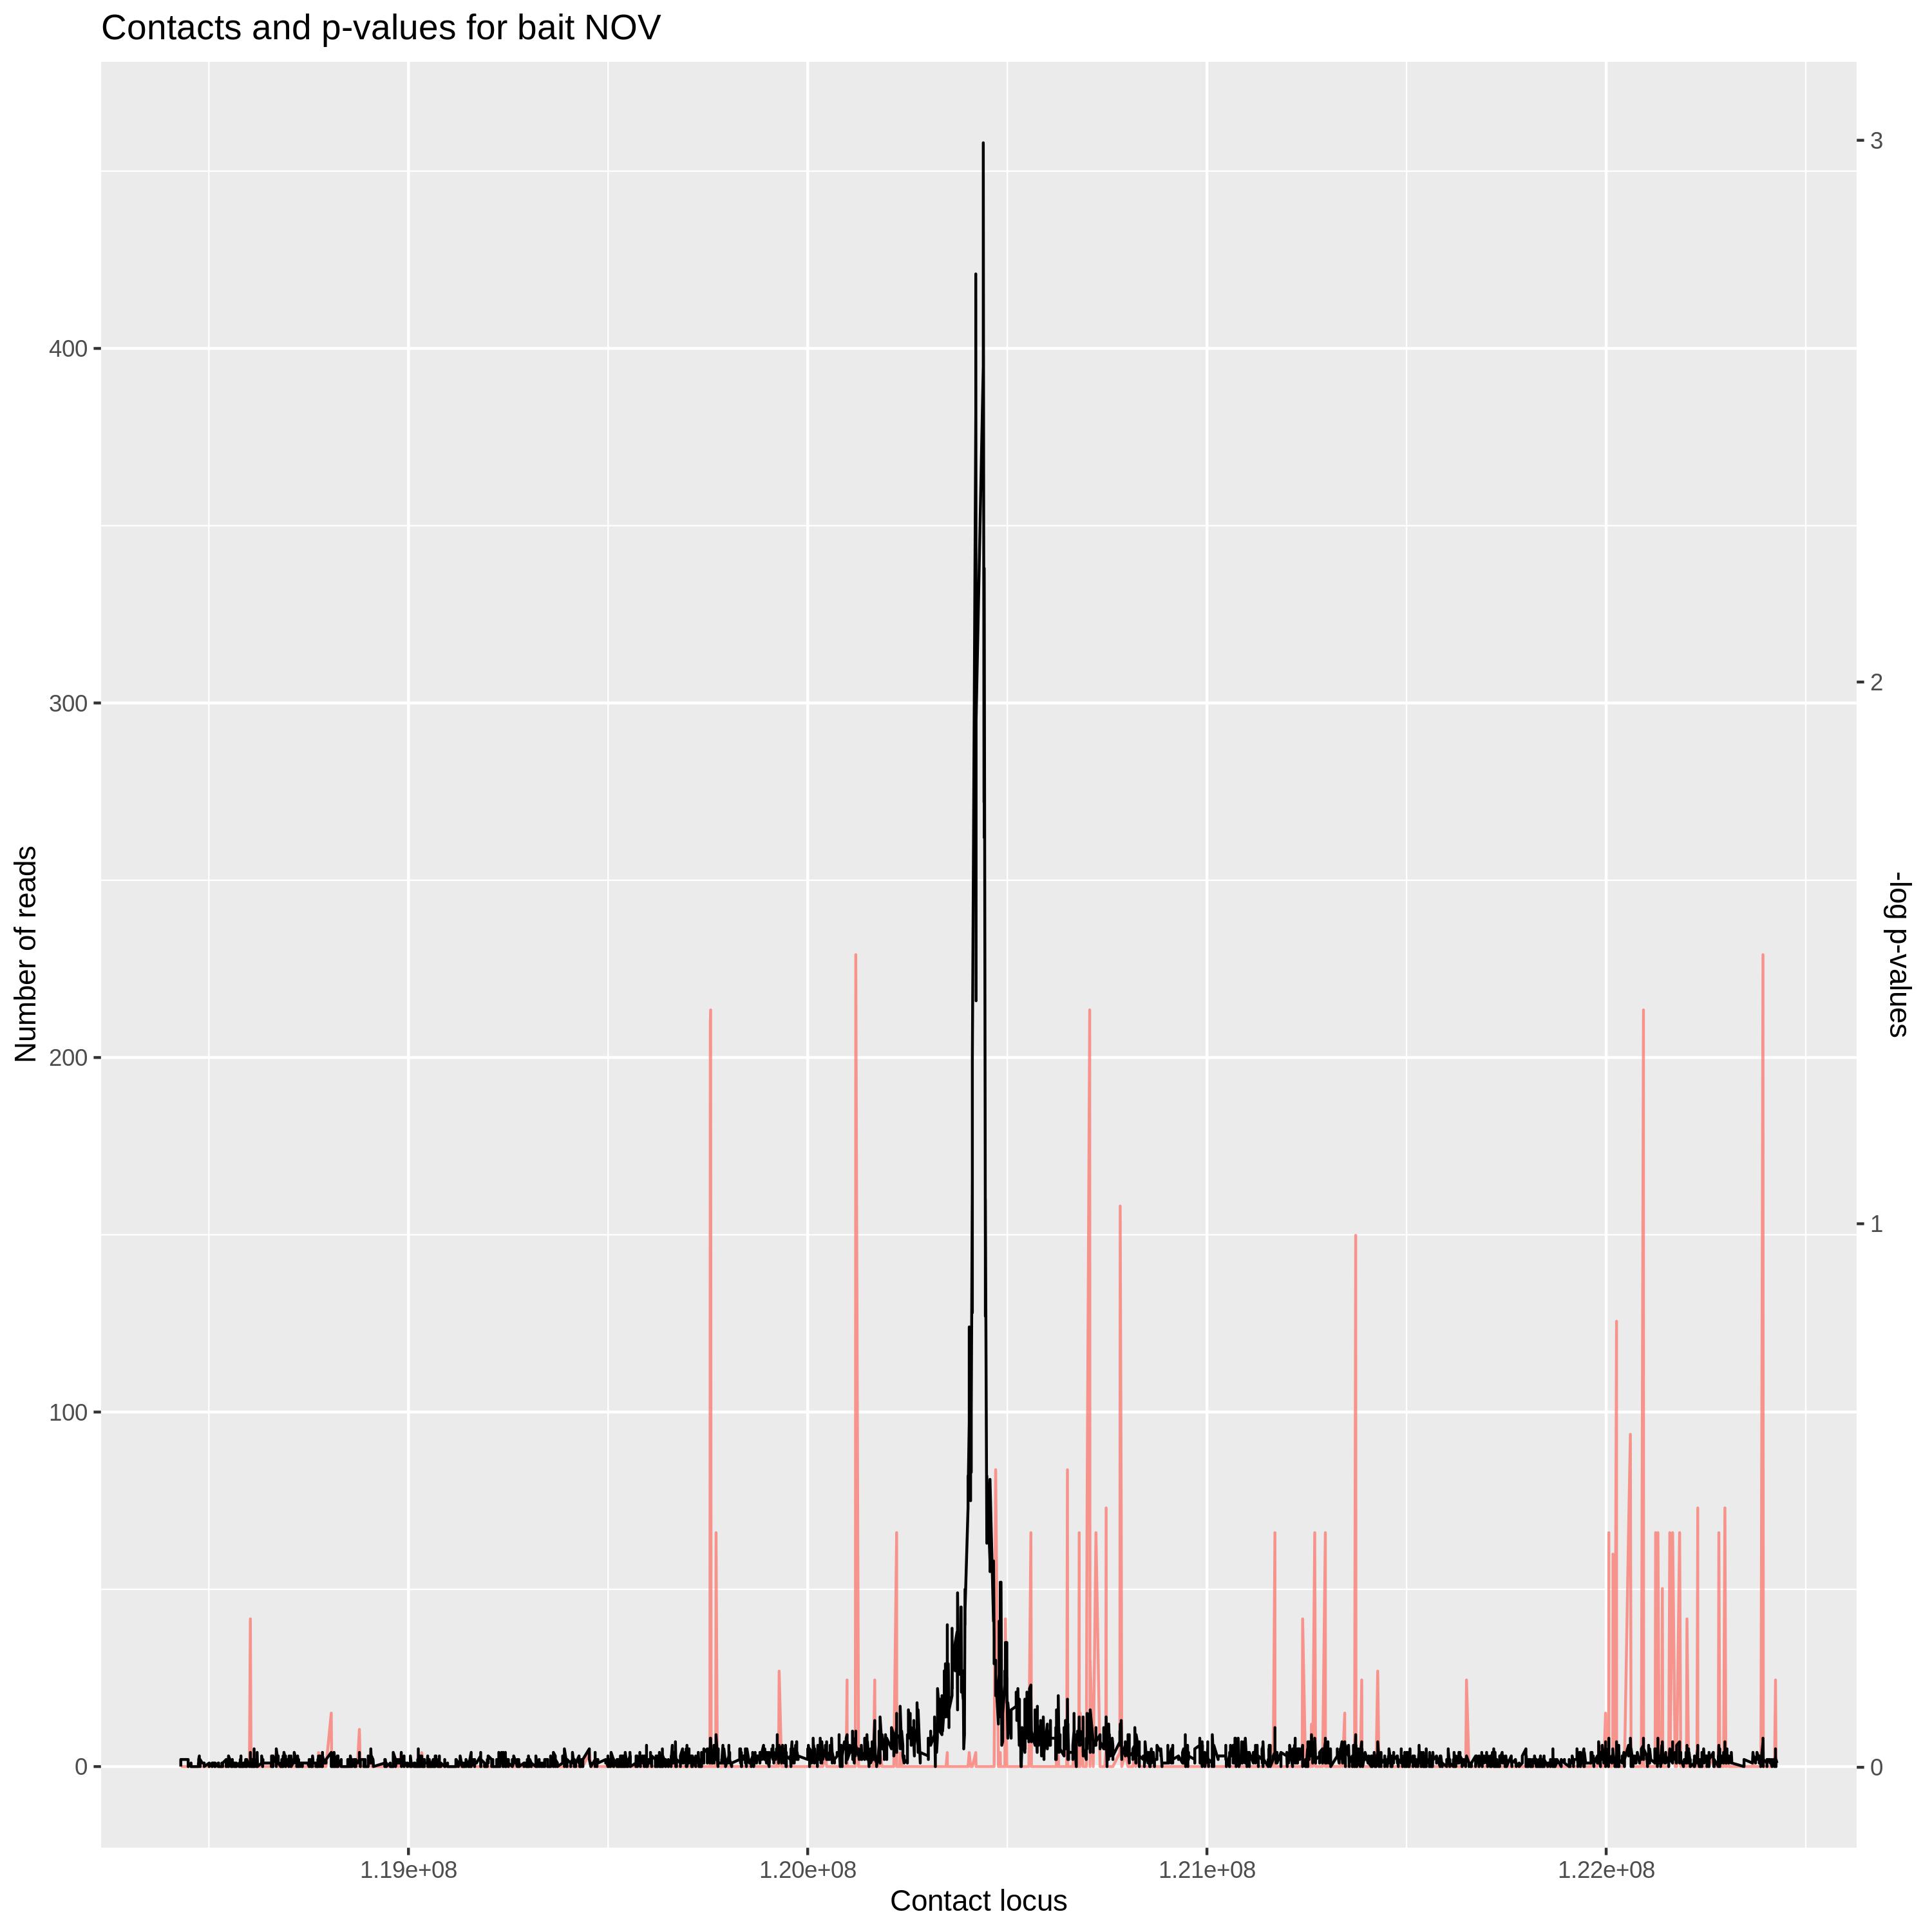 Contacts and p-values for bait NOV
Number of reads
400
300
200
100
0
3
2
1
0
-log p-values
1.19e+08
1.20e+08
1.21e+08
1.22e+08
Contact locus